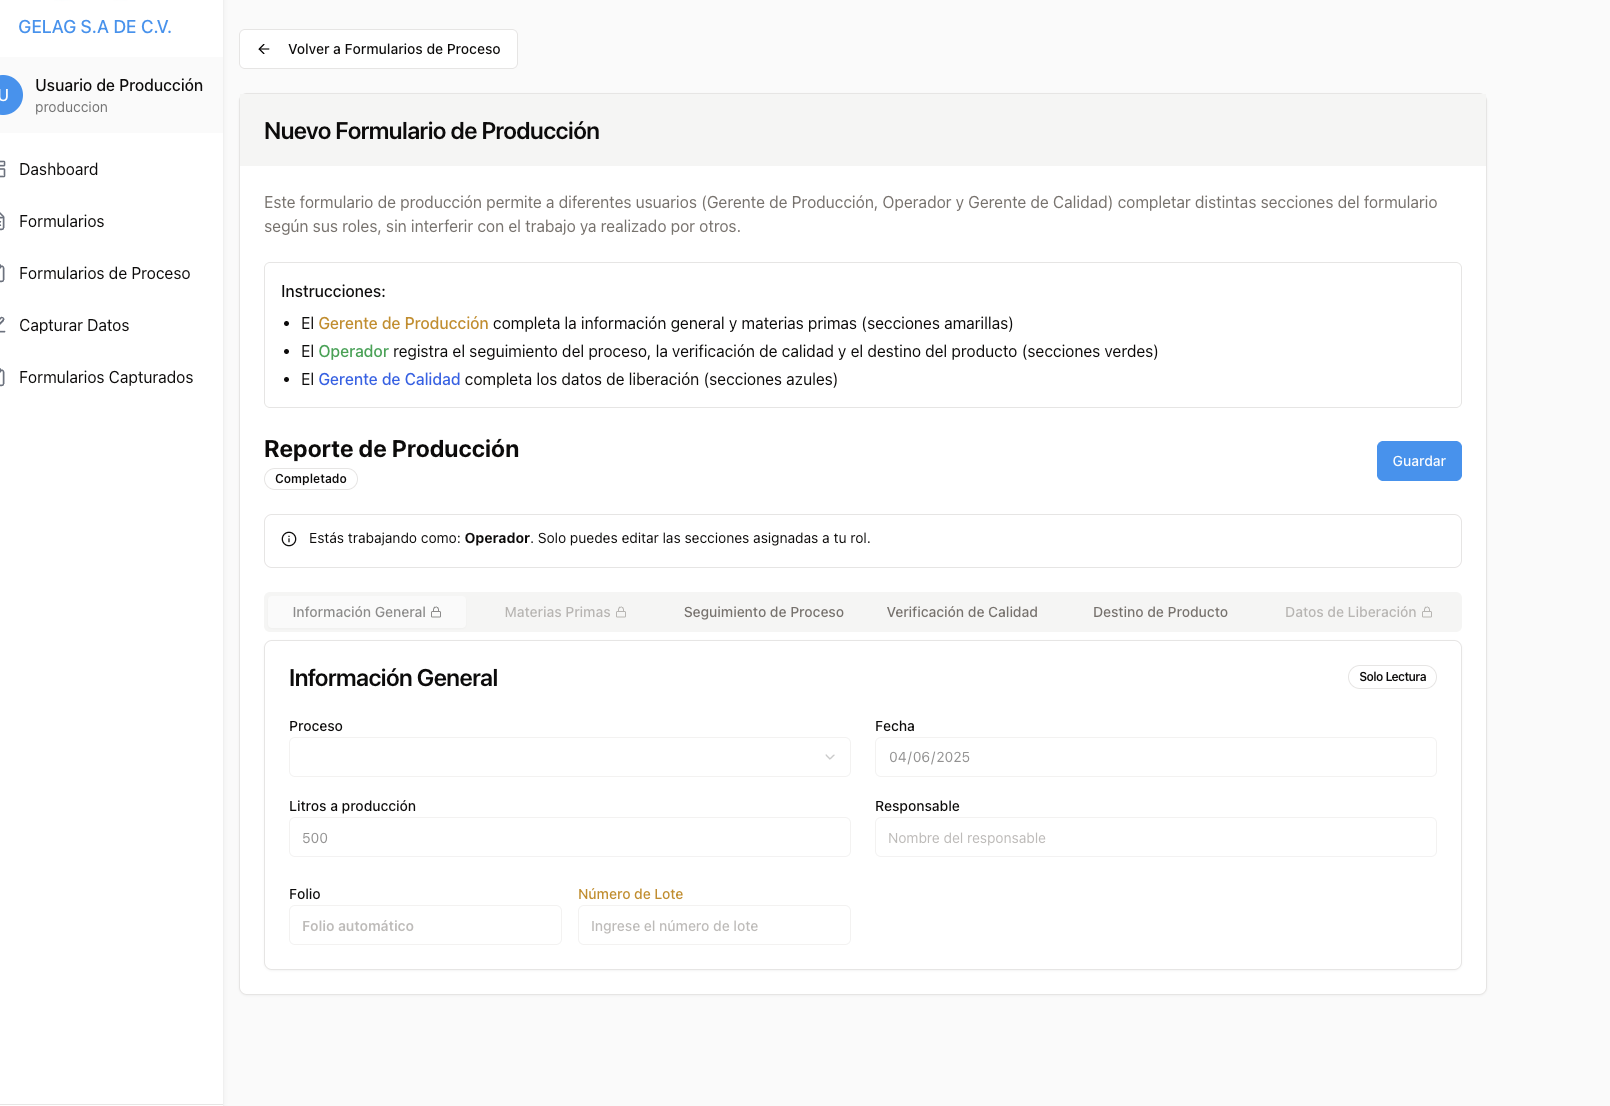 GELAG S.A DE C.V.
U
Usuario de Producción
produccion
Dashboard
Formularios
Formularios de Proceso
Capturar Datos
Formularios Capturados
Volver a Formularios de Proceso
Nuevo Formulario de Producción
Este formulario de producción permite a diferentes usuarios (Gerente de Producción, Operador y Gerente de Calidad) completar distintas secciones del formulario
según sus roles, sin interferir con el trabajo ya realizado por otros.
Instrucciones:
• El Gerente de Producción completa la información general y materias primas (secciones amarillas)
• El Operador registra el seguimiento del proceso, la verificación de calidad y el destino del producto (secciones verdes)
• El Gerente de Calidad completa los datos de liberación (secciones azules)
Reporte de Producción
Completado
Guardar
Estás trabajando como: Operador. Solo puedes editar las secciones asignadas a tu rol.
Información General Materias Primas Seguimiento de Proceso Verificación de Calidad Destino de Producto Datos de Liberación
Información General
Solo Lectura
Proceso
Fecha
04/06/2025
Litros a producción
500
Responsable
Nombre del responsable
Folio
Folio automático
Número de Lote
Ingrese el número de lote